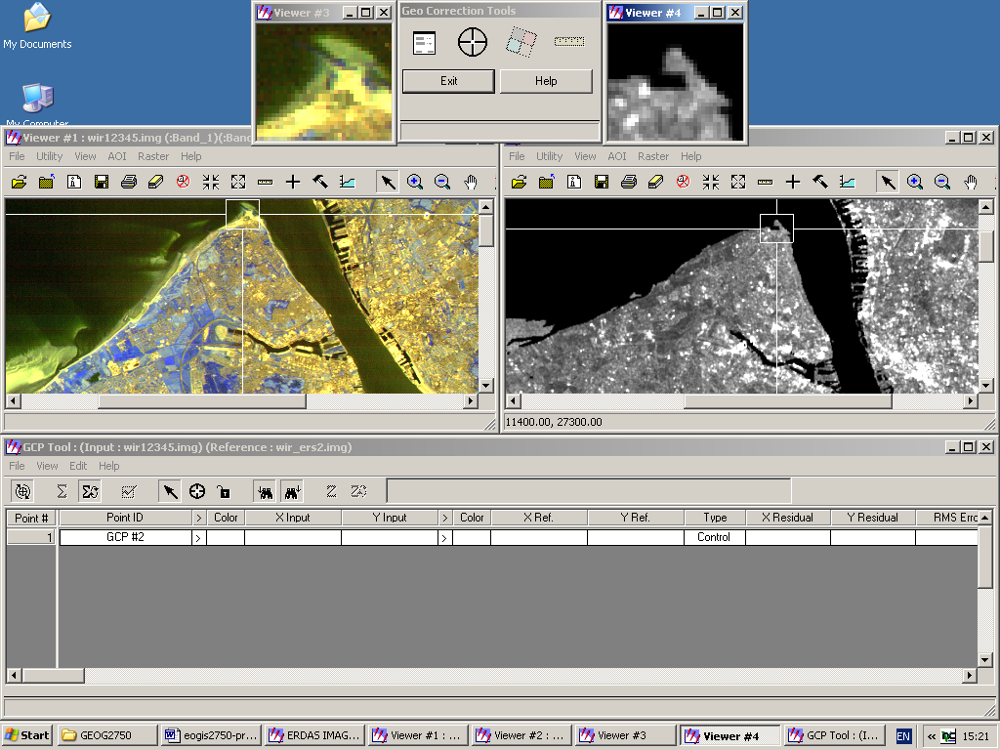 My Documents
My Computer
Viewer #3
Geo Correction Tools
Exit
Help
Viewer #4
Viewer #1 : wir12345.img (:Band_1)(:Band
File Utility View AOI Raster Help
File Utility View AOI Raster Help
11400.00, 27300.00
GCP Tool : (Input : wir12345.img) (Reference : wir_ers2.img)
File View Edit Help
Σ Σ Z
Point # Point ID > Color X Input Y Input > Color X Ref. Y Ref. Type X Residual Y Residual RMS Erro
1 GCP #2 > > Control
Start GEOG2750 eogis2750-pr... ERDAS IMAG... Viewer #1 : ... Viewer #2 : ... Viewer #3 Viewer #4 GCP Tool : (I... EN « 15:21